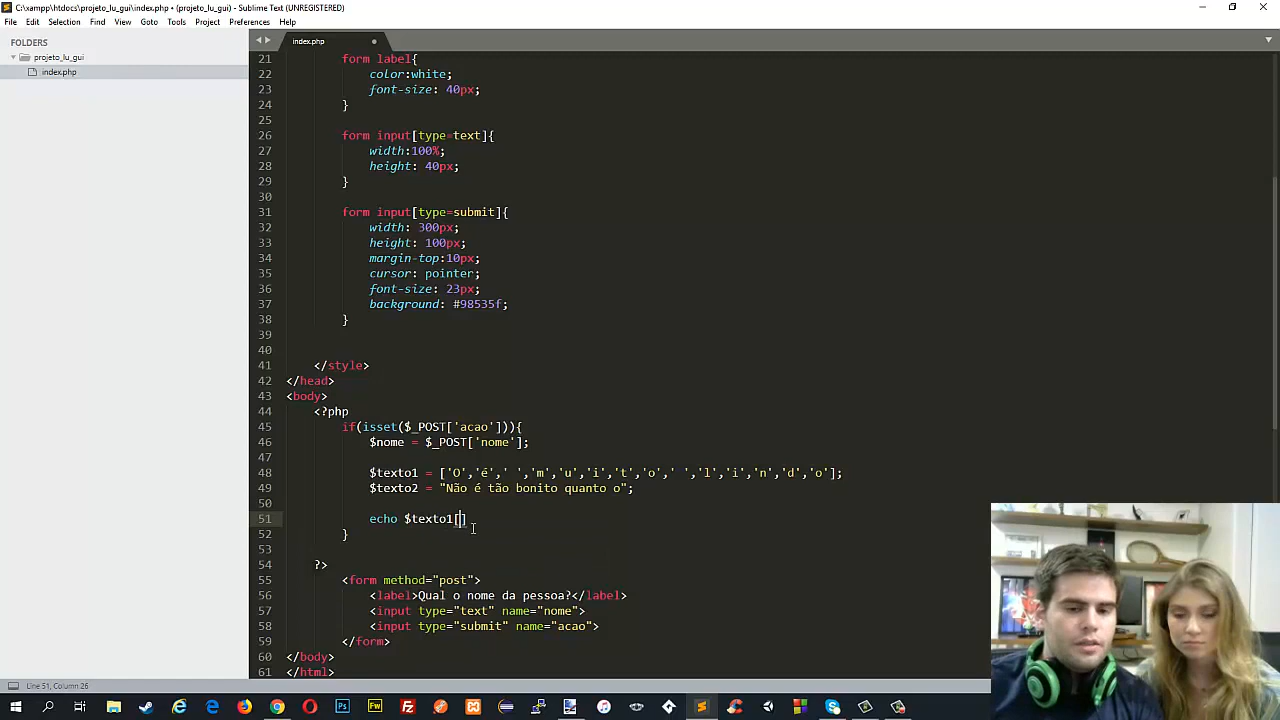 C:\xampp\htdocs\projeto_lu_gui\index.php • (projeto_lu_gui) - Sublime Text (UNREGISTERED)
File Edit Selection Find View Goto Tools Project Preferences Help
FOLDERS
projeto_lu_gui
index.php
index.php
21 form label{
22 color:white;
23 font-size: 40px;
24 }
25
26 form input[type=text]{
27 width:100%;
28 height: 40px;
29 }
30
31 form input[type=submit]{
32 width: 300px;
33 height: 100px;
34 margin-top:10px;
35 cursor: pointer;
36 font-size: 23px;
37 background: #98535f;
38 }
39
40
41 </style>
42 </head>
43 <body>
44 <?php
45 if(isset($_POST['acao'])){
46 $nome = $_POST['nome'];
47
48 $texto1 = ['O','é',' ','m','u','i','t','o',' ','l','i','n','d','o'];
49 $texto2 = "Não é tão bonito quanto o";
50
51 echo $texto1[]
52 }
53
54 ?>
55 <form method="post">
56 <label>Qual o nome da pessoa?</label>
57 <input type="text" name="nome">
58 <input type="submit" name="acao">
59 </form>
60 </body>
61 </html>
Line 51, Column 26